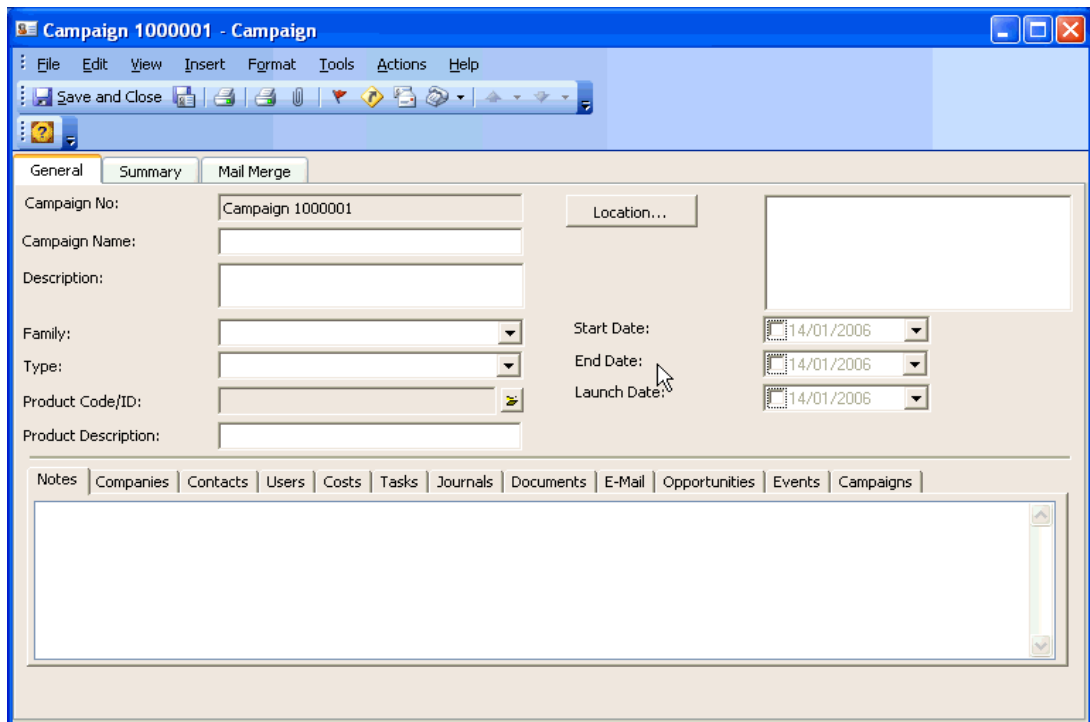 Campaign 1000001 - Campaign
File Edit View Insert Format Tools Actions Help
Save and Close
General Summary Mail Merge
Campaign No: Campaign 1000001 Location...
Campaign Name:
Description:
Family: Start Date: 14/01/2006
Type: End Date: 14/01/2006
Product Code/ID: Launch Date: 14/01/2006
Product Description:
Notes Companies Contacts Users Costs Tasks Journals Documents E-Mail Opportunities Events Campaigns